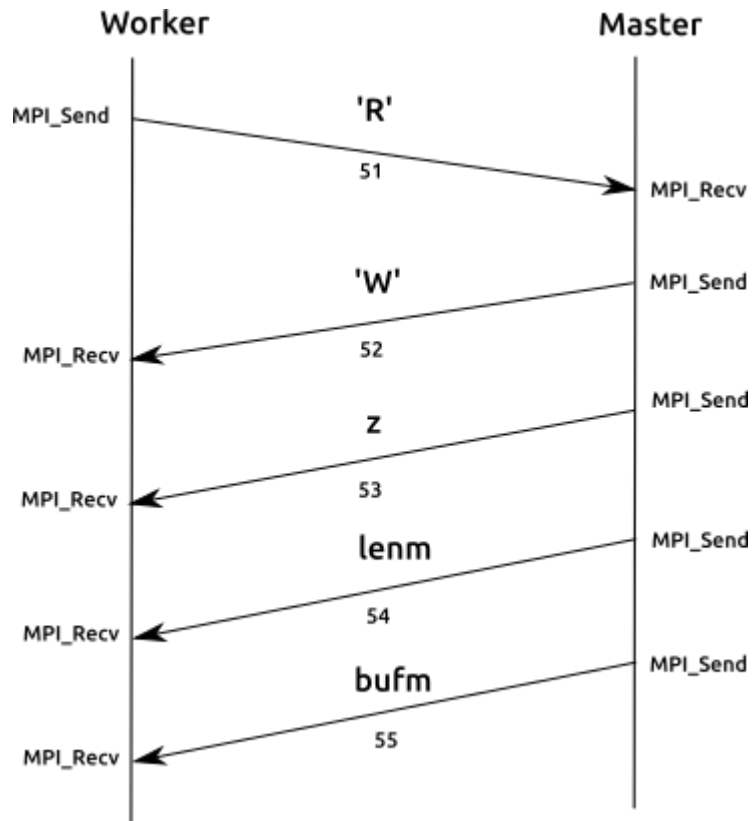 Worker
Master
MPI_Send
'R'
51
MPI_Recv
'W'
MPI_Send
52
MPI_Recv
MPI_Send
z
53
MPI_Recv
lenm
MPI_Send
54
MPI_Recv
bufm
MPI_Send
55
MPI_Recv